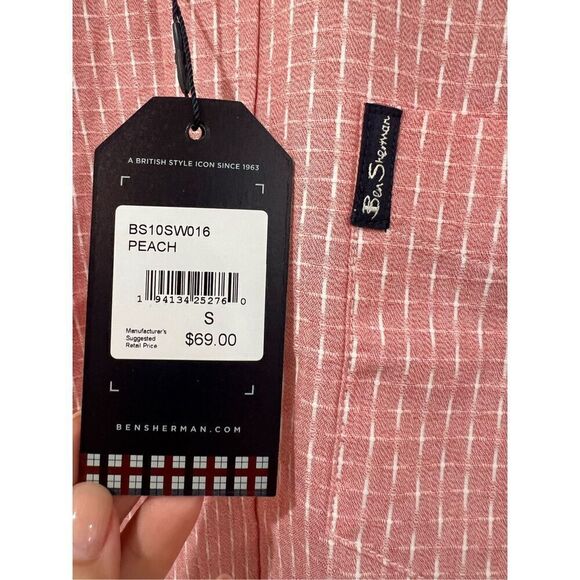 A BRITISH STYLE ICON SINCE 1963
BS10SW016
PEACH
1 94134 25276 0
S
Manufacturer's
Suggested
Retail Price
$69.00
BENSHERMAN.COM
Ben Sherman